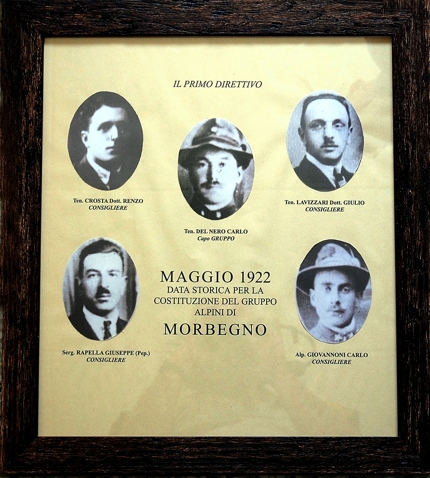 IL PRIMO DIRETTIVO
Ten. CROSTA Dott. RENZO
CONSIGLIERE
Ten. DEL NERO CARLO
Capo GRUPPO
Ten. LAVIZZARI Dott. GIULIO
CONSIGLIERE
MAGGIO 1922
DATA STORICA PER LA
COSTITUZIONE DEL GRUPPO
ALPINI DI
MORBEGNO
Serg. RAPELLA GIUSEPPE (Pep.)
CONSIGLIERE
Alp. GIOVANNONI CARLO
CONSIGLIERE